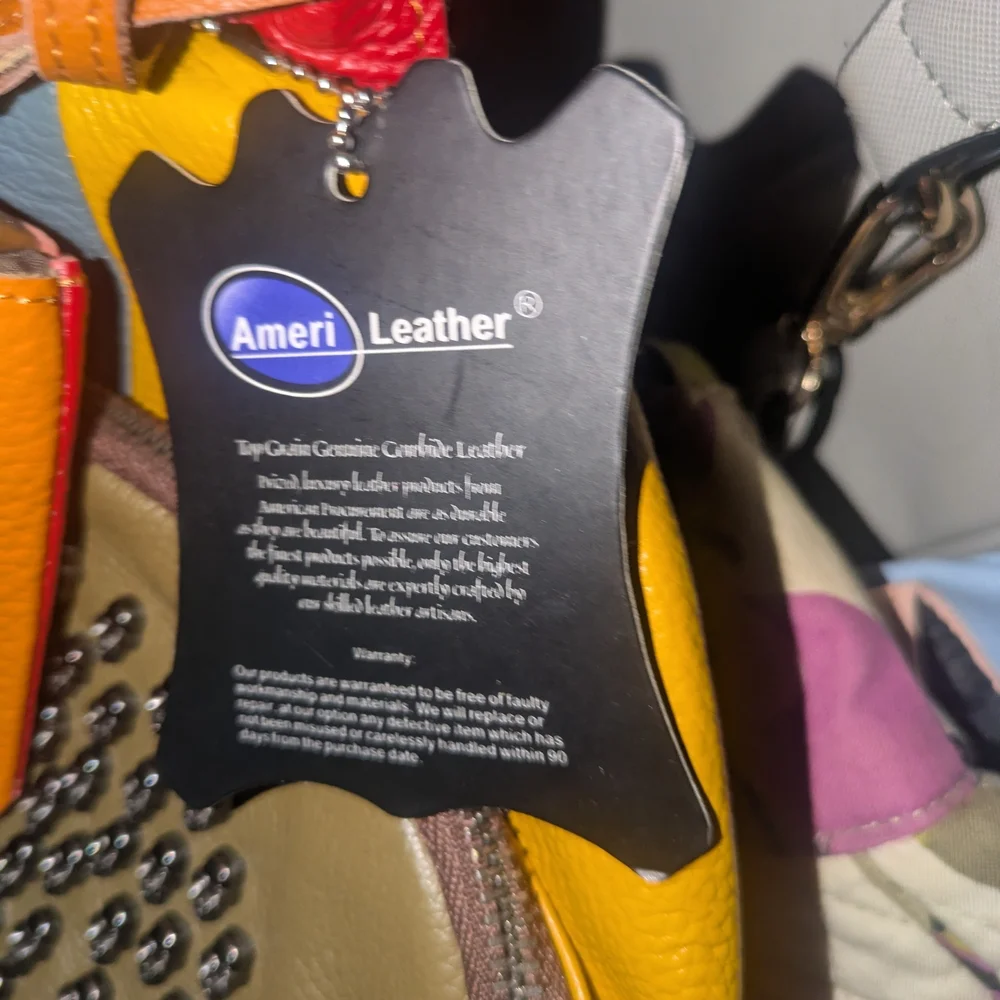 Ameri Leather®
Top Grain Genuine Cowhide Leather
Prized, luxury leather products from
American Procurement are as durable
as they are beautiful. To assure our customers
the finest products possible, only the highest
quality materials are expertly crafted by
our skilled leather artisans.
Warranty:
Our products are warranteed to be free of faulty
workmanship and materials. We will replace or
repair at our option any defective item which has
not been misused or carelessly handled within 90
days from the purchase date.